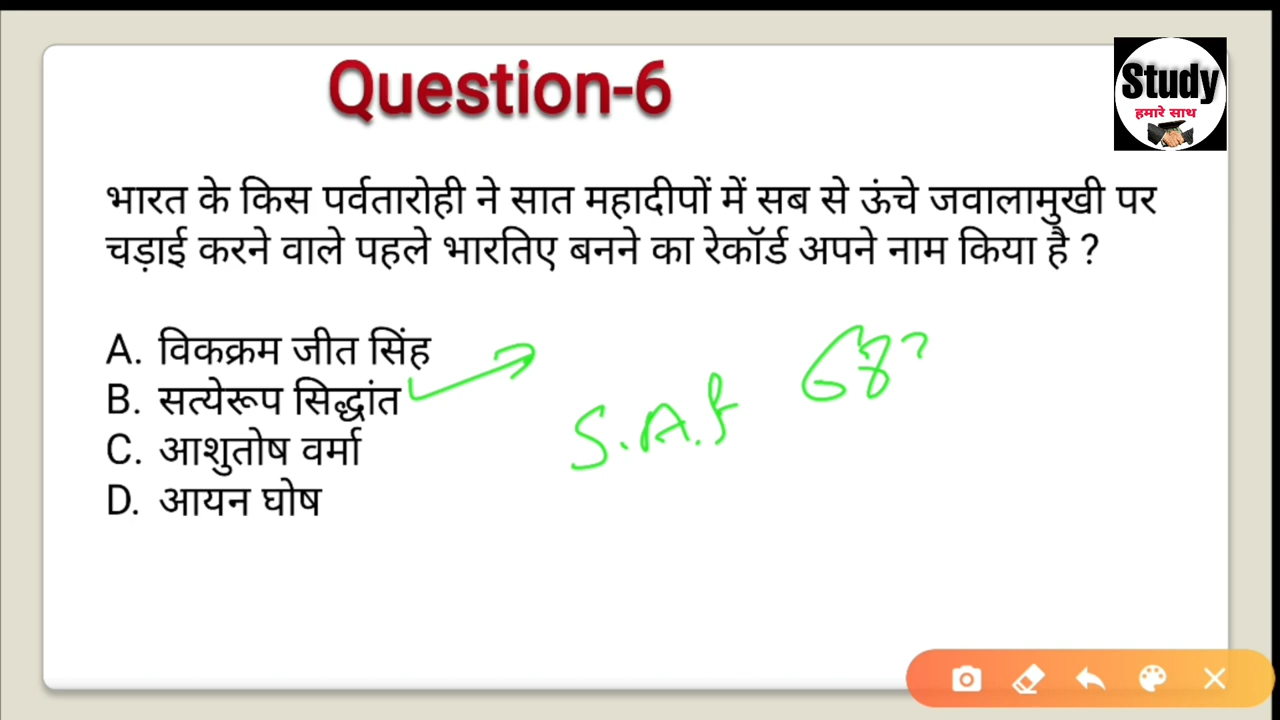 Question-6
Study
हमारे साथ
भारत के किस पर्वतारोही ने सात महादीपों में सब से ऊंचे जवालामुखी पर
चड़ाई करने वाले पहले भारतिए बनने का रेकॉर्ड अपने नाम किया है ?
A. विकक्रम जीत सिंह
B. सत्येरूप सिद्धांत
C. आशुतोष वर्मा
D. आयन घोष
S.A.